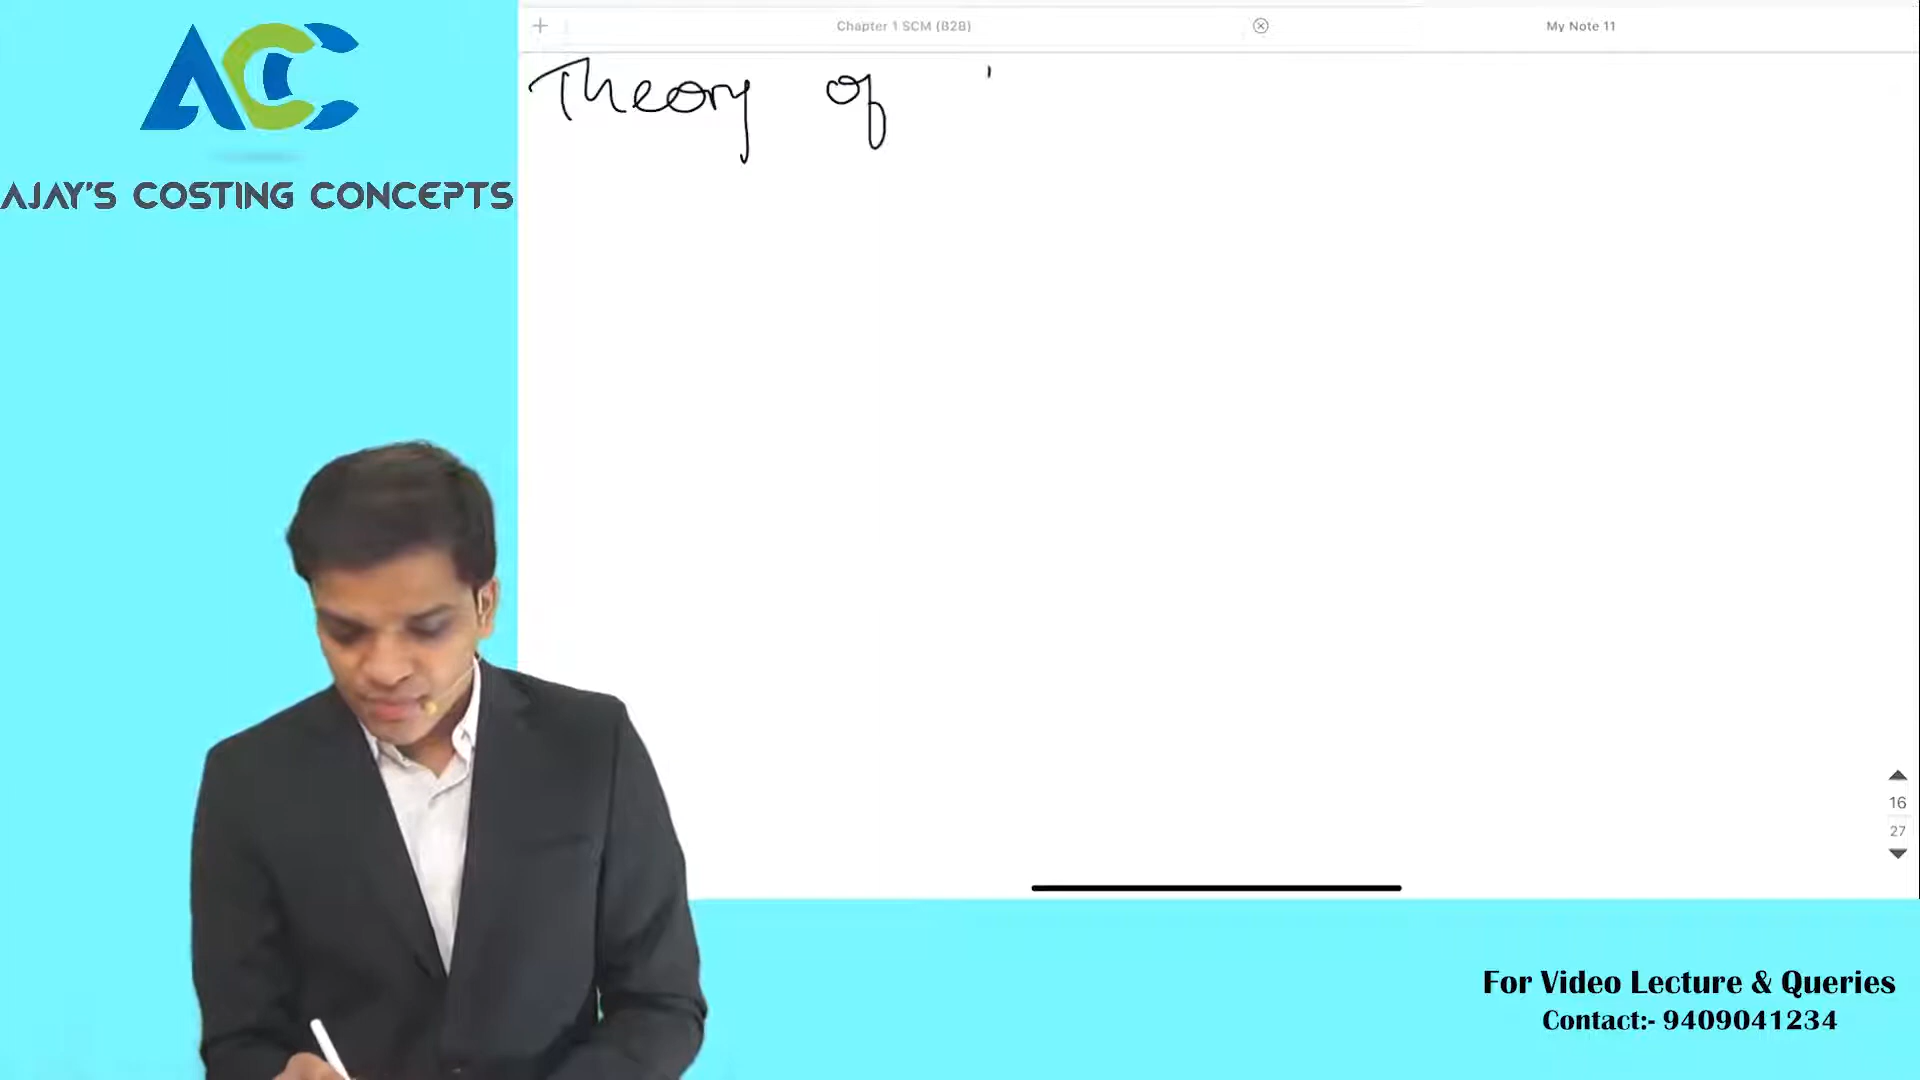 ACC
AJAY'S COSTING CONCEPTS
+ Chapter 1 SCM (B2B) My Note 11
Theory of
16
27
For Video Lecture & Queries
Contact:- 9409041234